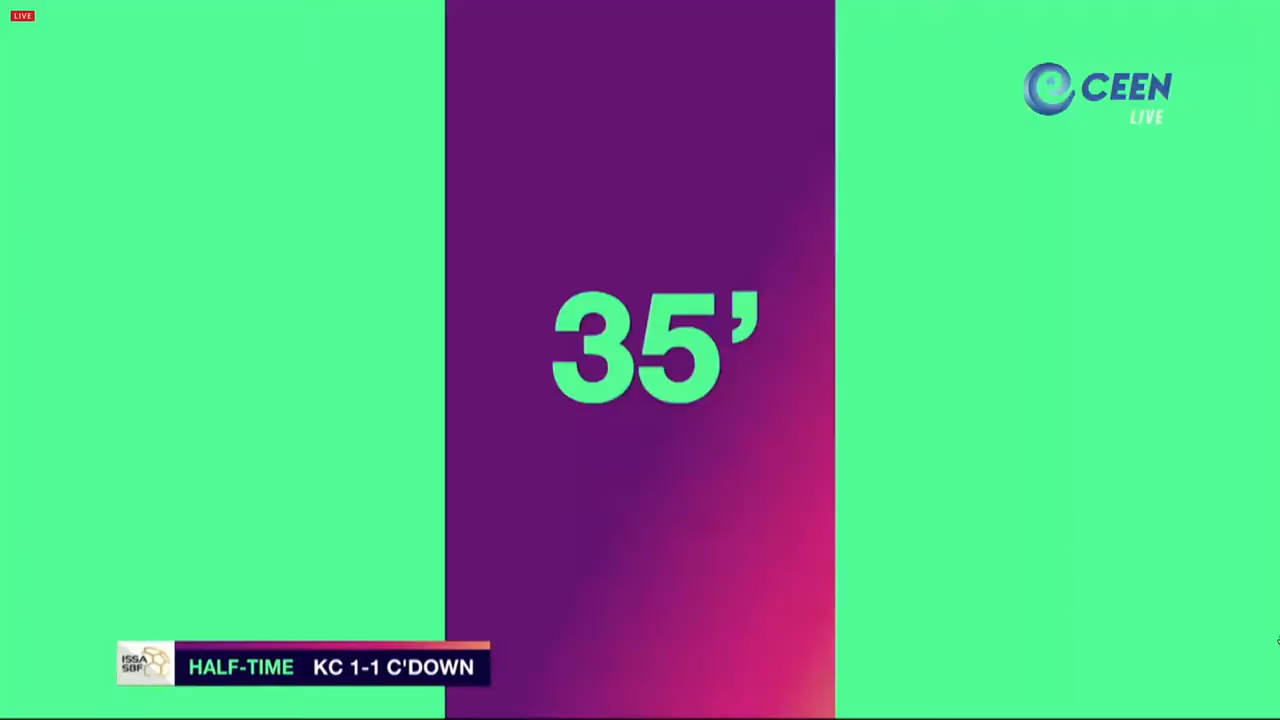 LIVE
CEEN
LIVE
35’
ISSA
SBF
HALF-TIME KC 1-1 C'DOWN